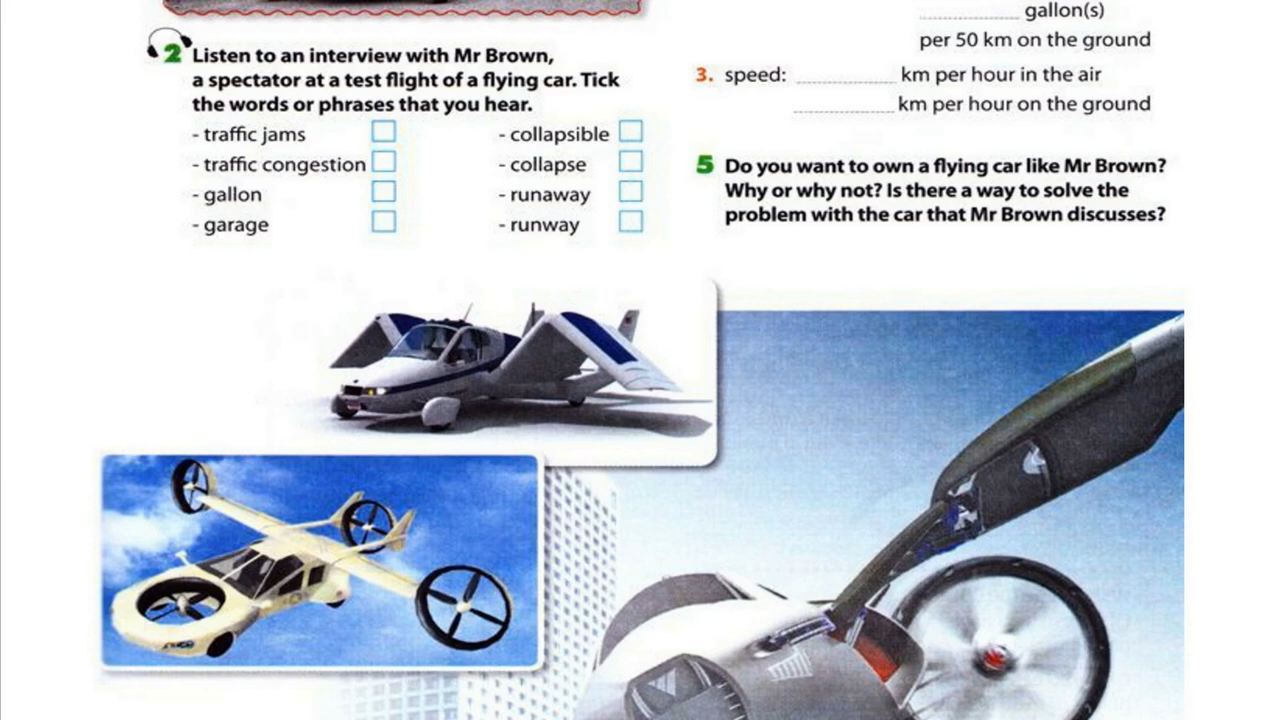 2 Listen to an interview with Mr Brown,
a spectator at a test flight of a flying car. Tick
the words or phrases that you hear.
- traffic jams
- traffic congestion
- gallon
- garage
- collapsible
- collapse
- runaway
- runway
............ gallon(s)
per 50 km on the ground
3. speed: ............ km per hour in the air
............ km per hour on the ground
5 Do you want to own a flying car like Mr Brown?
Why or why not? Is there a way to solve the
problem with the car that Mr Brown discusses?